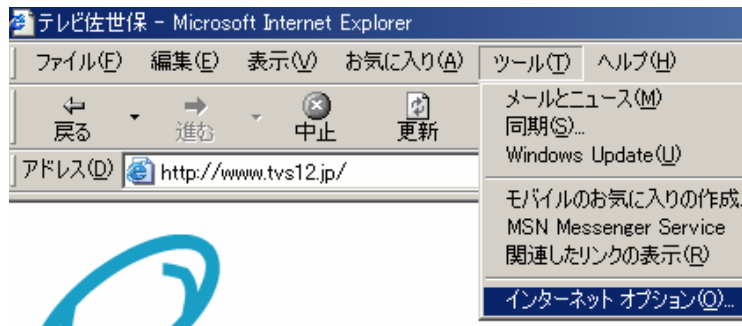 テレビ佐世保 - Microsoft Internet Explorer
ファイル(F) 編集(E) 表示(V) お気に入り(A) ツール(T) ヘルプ(H)
戻る 進む 中止 更新
アドレス(D) http://www.tvs12.jp/
メールとニュース(M)
同期(S)...
Windows Update(U)
モバイルのお気に入りの作成...
MSN Messenger Service
関連したリンクの表示(R)
インターネット オプション(O)...